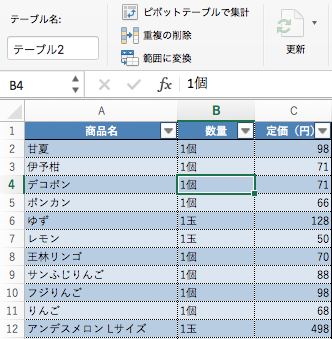 テーブル名:
テーブル2
ピボットテーブルで集計
重複の削除
範囲に変換
更新
B4 fx 1個
A B C
1 商品名 数量 定価（円）
2 甘夏 1個 98
3 伊予柑 1個 71
4 デコポン 1個 71
5 ポンカン 1個 66
6 ゆず 1玉 128
7 レモン 1玉 50
8 王林リンゴ 1個 70
9 サンふじりんご 1個 88
10 フジりんご 1個 98
11 りんご 1個 68
12 アンデスメロン Lサイズ 1玉 498